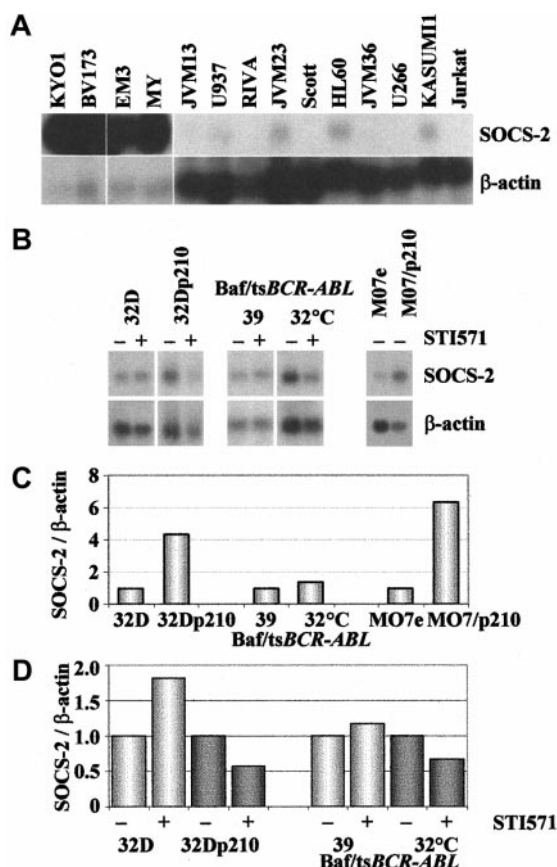 A
KYO1 BV173 EM3 MY JVM13 U937 RIVA JVM23 Scott HL60 JVM36 U266 KASUMI1 Jurkat
SOCS-2
β-actin
B
32D 32Dp210 Baf/tsBCR-ABL M07e M07/p210
39 32°C
– + – + – + – + – – STI571
SOCS-2
β-actin
C
SOCS-2 / β-actin
8
6
4
2
0
32D 32Dp210 39 32°C MO7e MO7/p210
Baf/tsBCR-ABL
D
SOCS-2 / β-actin
2.0
1.5
1.0
0.5
0
– + – + – + – + STI571
32D 32Dp210 39 32°C
Baf/tsBCR-ABL